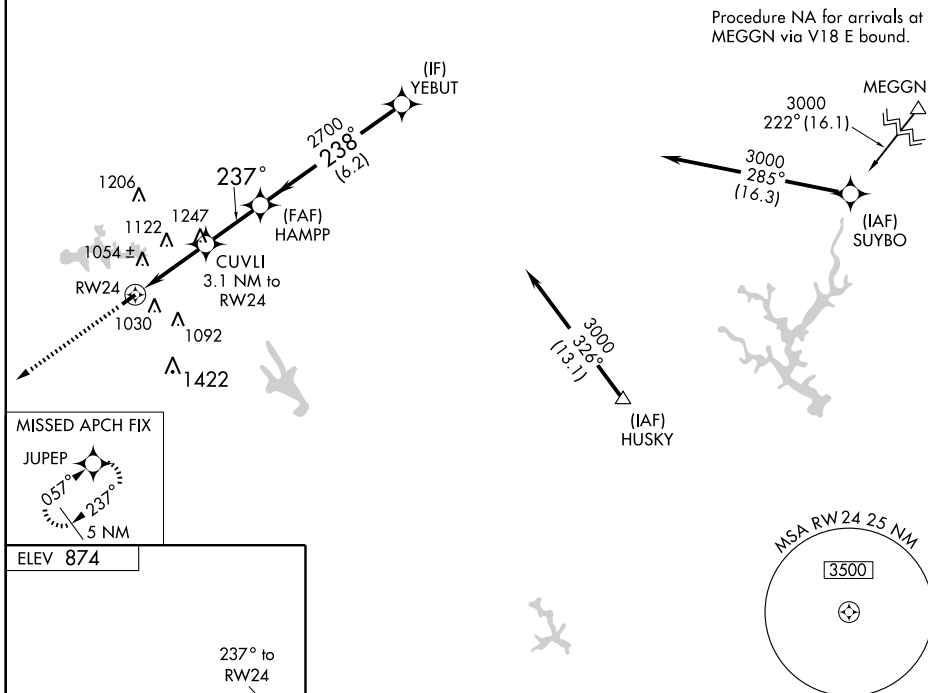 Procedure NA for arrivals at
MEGGN via V18 E bound.
(IF)
YEBUT
MEGGN
3000
222° (16.1)
2700
238°
(6.2)
3000
285°
(16.3)
1206
237°
1247
(FAF)
HAMPP
(IAF)
SUYBO
1122
1054 ±
CUVLI
3.1 NM to
RW24
RW24
1030
1092
3000
326°
(13.1)
1422
(IAF)
HUSKY
MISSED APCH FIX
JUPEP
057°
237°
5 NM
ELEV 874
MSA RW24 25 NM
3500
237° to
RW24